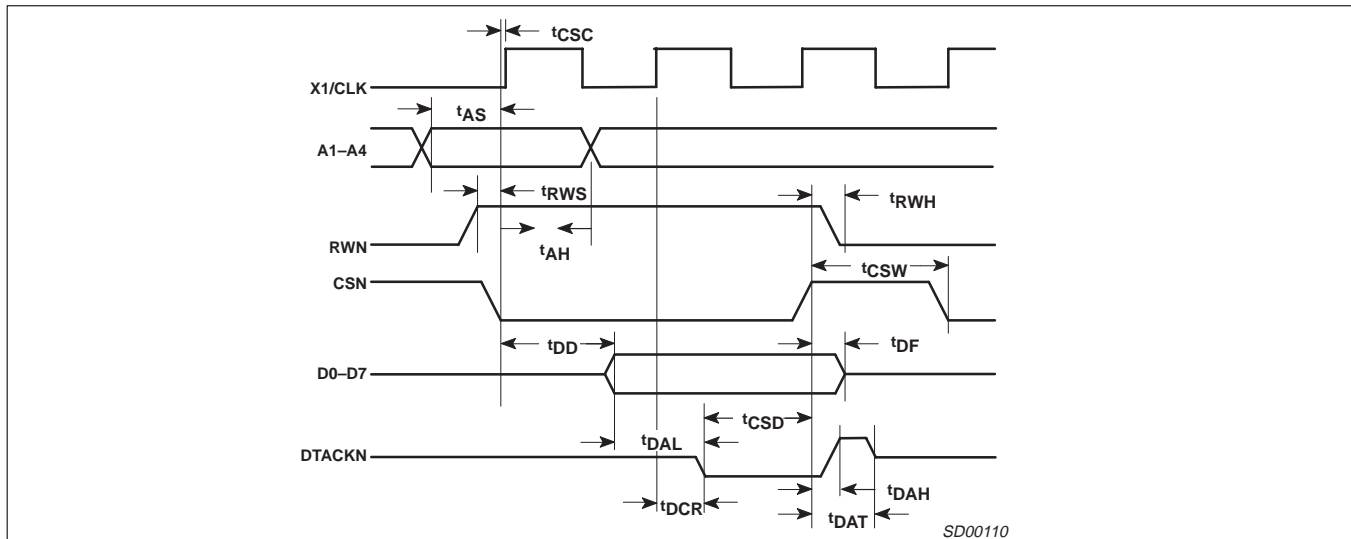 tCSC
X1/CLK
tAS
A1–A4
tRWS
tRWH
RWN
tAH
tCSW
CSN
tDD
tDF
D0–D7
tCSD
tDAL
DTACKN
tDAH
tDCR
tDAT
SD00110